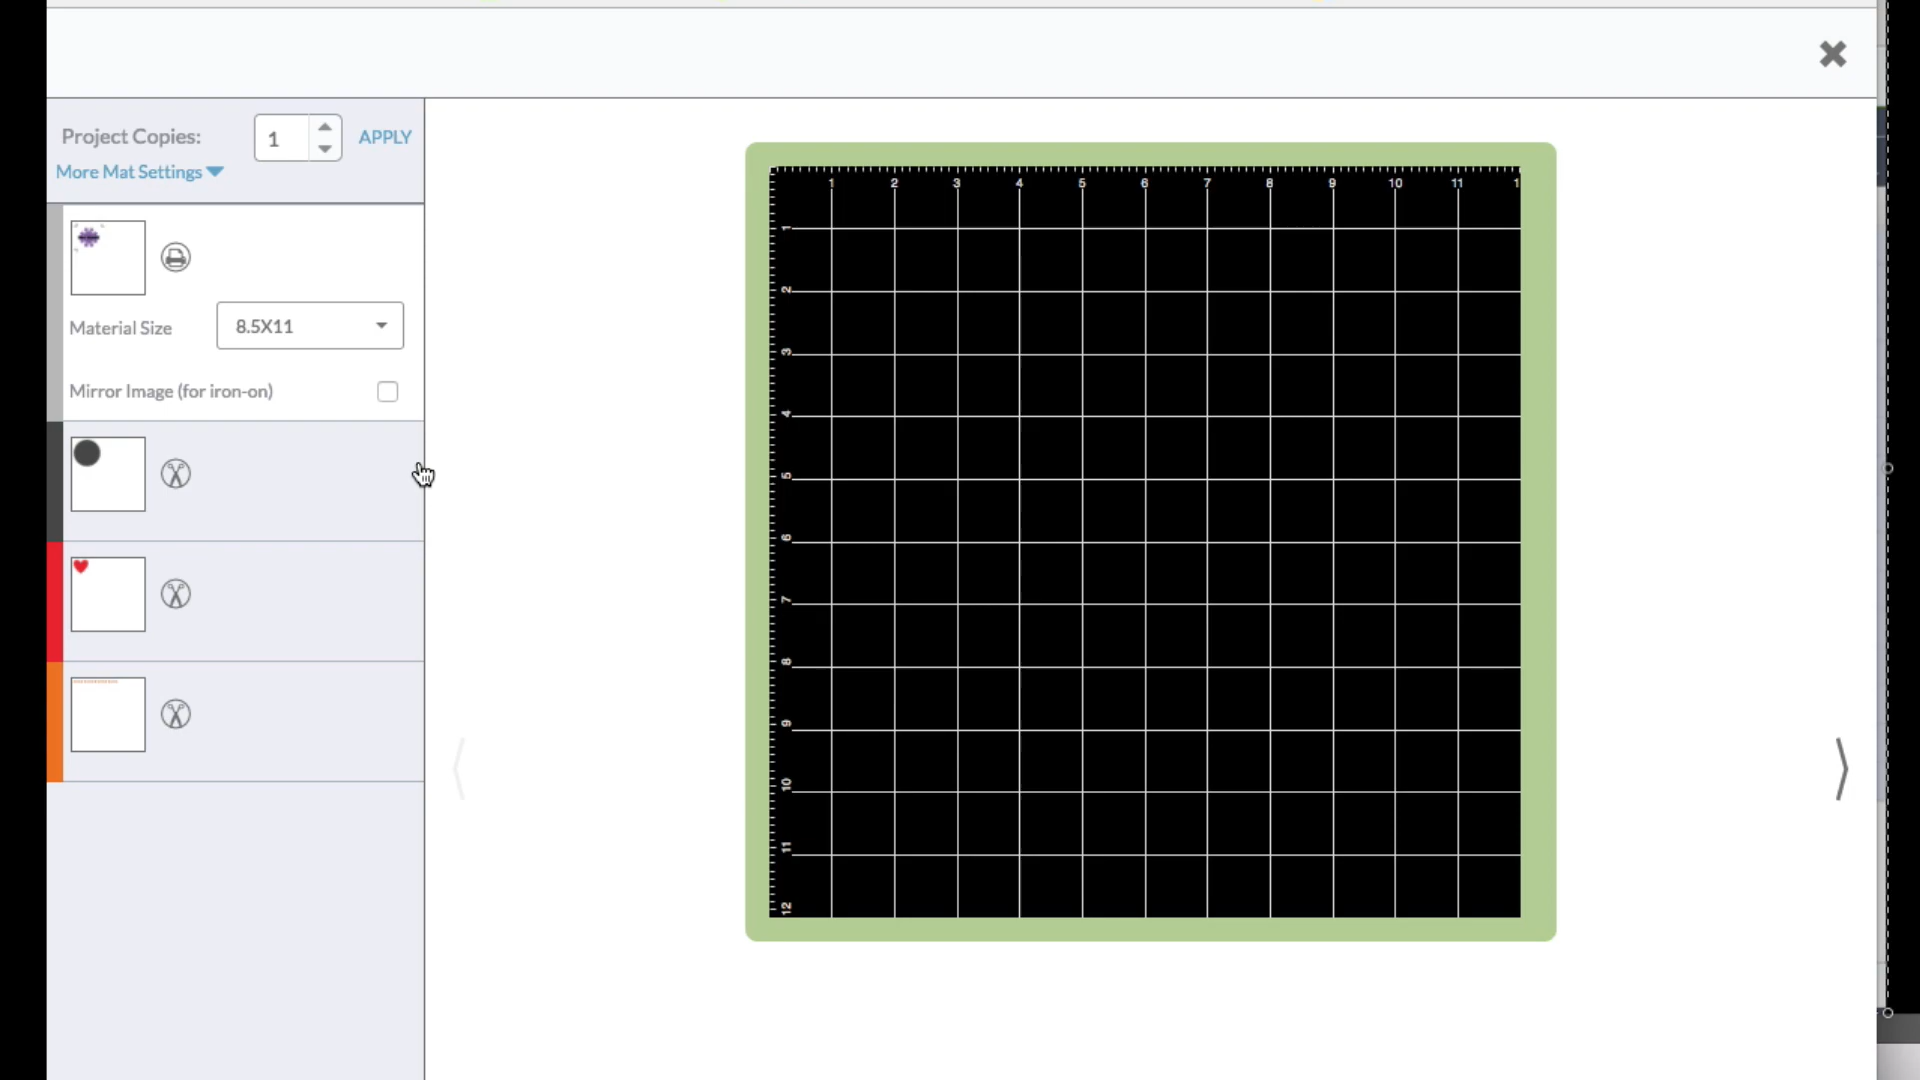 Project Copies: 1 APPLY
More Mat Settings
Material Size 8.5X11
Mirror Image (for iron-on)
1 2 3 4 5 6 7 8 9 10 11 1
1
2
3
4
5
6
7
8
9
10
11
12